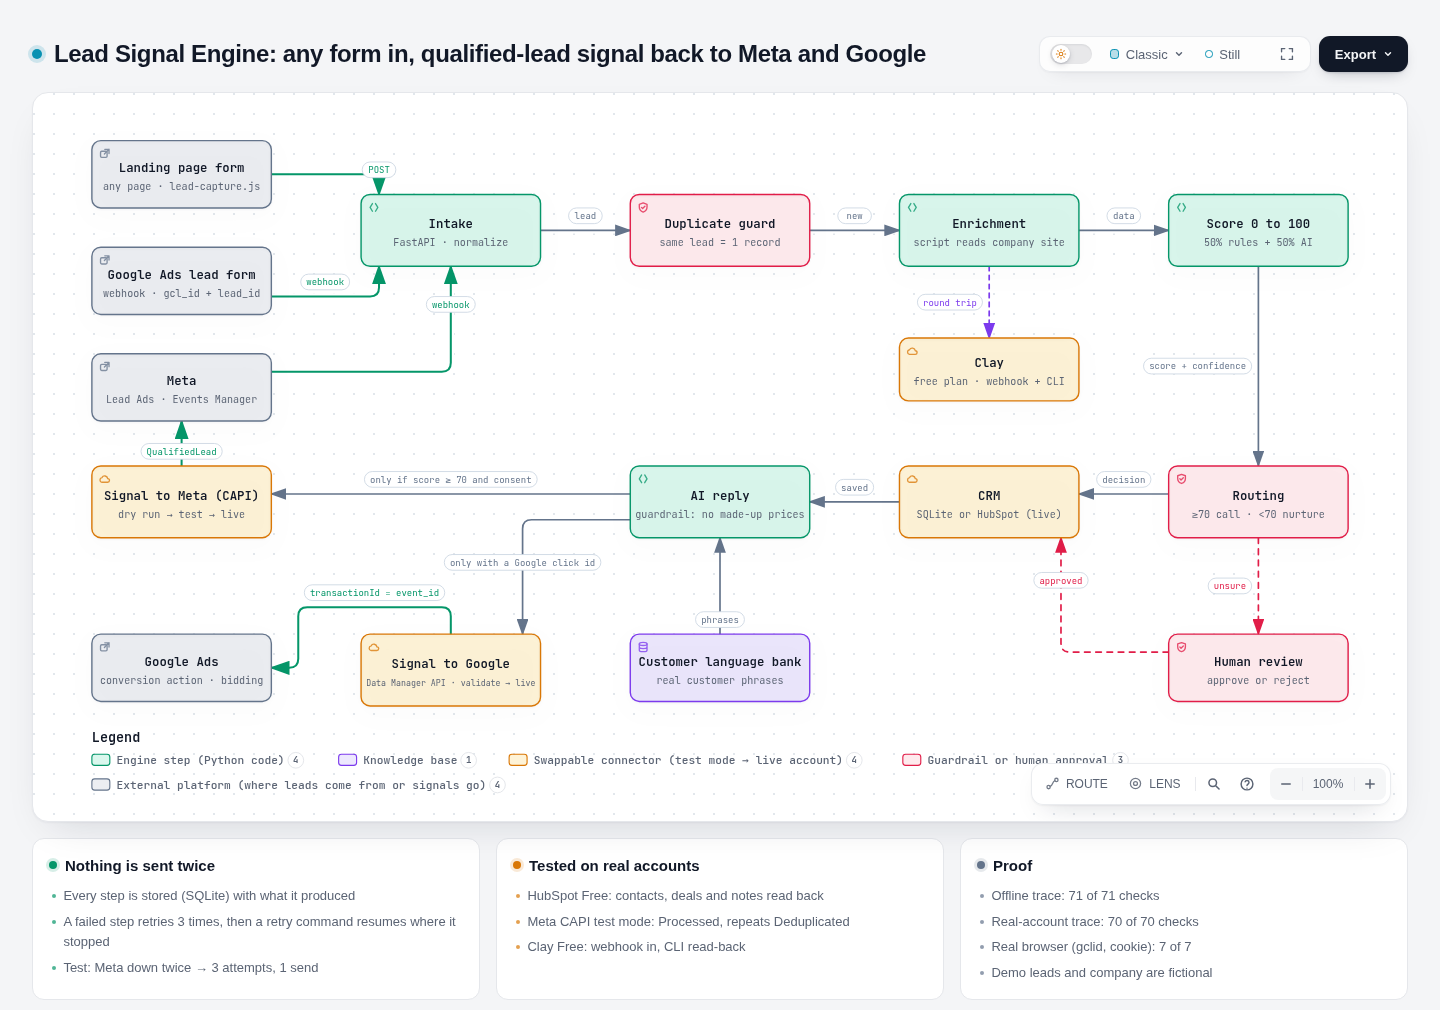 Lead Signal Engine: any form in, qualified-lead signal back to Meta and Google
Classic
Still
Export
Landing page form
any page · lead-capture.js
POST
Intake
FastAPI · normalize
lead
Duplicate guard
same lead = 1 record
new
Enrichment
script reads company site
data
Score 0 to 100
50% rules + 50% AI
Google Ads lead form
webhook · gcl_id + lead_id
webhook
webhook
round trip
Clay
free plan · webhook + CLI
score + confidence
Meta
Lead Ads · Events Manager
QualifiedLead
Signal to Meta (CAPI)
dry run → test → live
only if score ≥ 70 and consent
AI reply
guardrail: no made-up prices
saved
CRM
SQLite or HubSpot (live)
decision
Routing
≥70 call · <70 nurture
only with a Google click id
approved
unsure
transactionId = event_id
phrases
Google Ads
conversion action · bidding
Signal to Google
Data Manager API · validate → live
Customer language bank
real customer phrases
Human review
approve or reject
Legend
Engine step (Python code) 4
Knowledge base 1
Swappable connector (test mode → live account) 4
Guardrail or human approval 3
External platform (where leads come from or signals go) 4
ROUTE
LENS
100%
Nothing is sent twice
Every step is stored (SQLite) with what it produced
A failed step retries 3 times, then a retry command resumes where it
stopped
Test: Meta down twice → 3 attempts, 1 send
Tested on real accounts
HubSpot Free: contacts, deals and notes read back
Meta CAPI test mode: Processed, repeats Deduplicated
Clay Free: webhook in, CLI read-back
Proof
Offline trace: 71 of 71 checks
Real-account trace: 70 of 70 checks
Real browser (gclid, cookie): 7 of 7
Demo leads and company are fictional